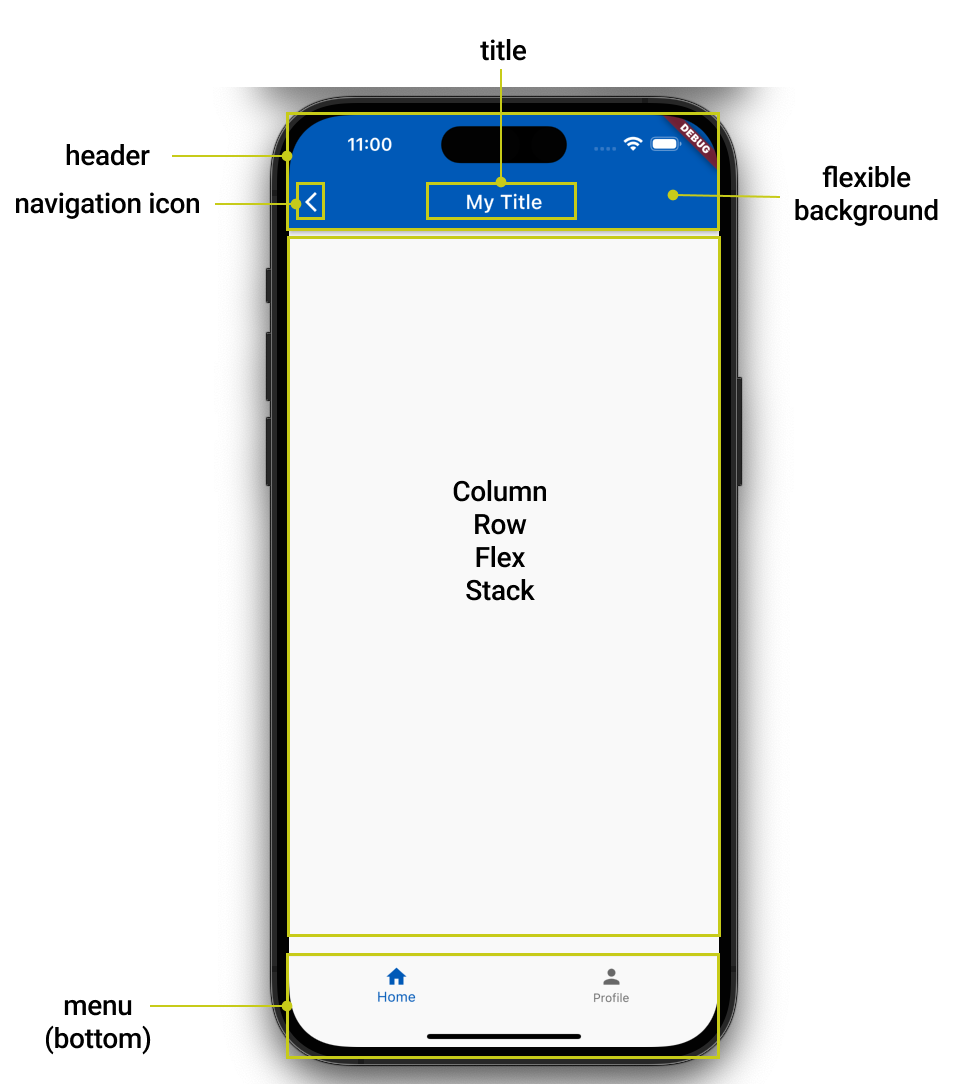 title
11:00
DEBUG
header
navigation icon
My Title
flexible
background
Column
Row
Flex
Stack
Home
Profile
menu
(bottom)